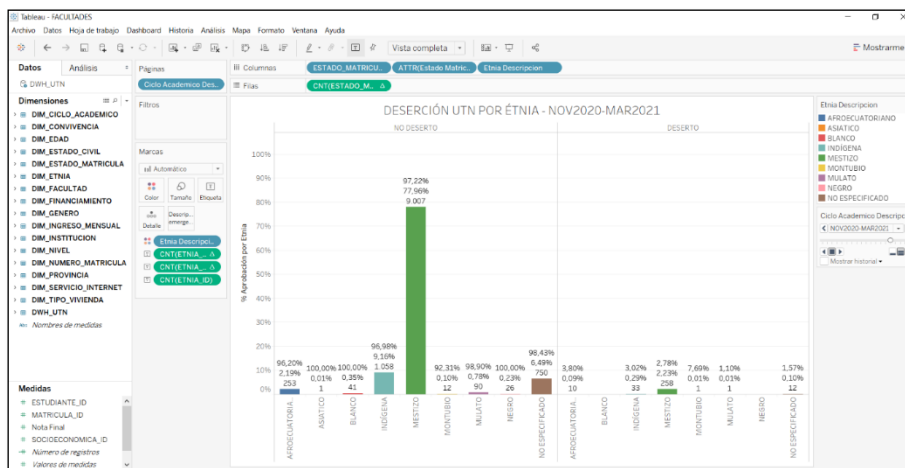 Tableau - FACULTADES
Archivo Datos Hoja de trabajo Dashboard Historia Análisis Mapa Formato Ventana Ayuda
Vista completa
Mostrarme
Datos Análisis
DWH_UTN
Dimensiones
DIM_CICLO_ACADEMICO
DIM_CONVIVENCIA
DIM_EDAD
DIM_ESTADO_CIVIL
DIM_ESTADO_MATRICULA
DIM_ETNIA
DIM_FACULTAD
DIM_FINANCIAMIENTO
DIM_GENERO
DIM_INGRESO_MENSUAL
DIM_INSTITUCION
DIM_NIVEL
DIM_NUMERO_MATRICULA
DIM_PROVINCIA
DIM_SERVICIO_INTERNET
DIM_TIPO_VIVIENDA
DWH_UTN
Abc Nombres de medidas
Medidas
ESTUDIANTE_ID
MATRICULA_ID
Nota Final
SOCIOECONOMICA_ID
Número de registros
Valores de medidas
Páginas
Ciclo Academico Des..
Filtros
Marcas
Automático
Color Tamaño Etiqueta
Detalle Descrip... emerge...
Etnia Descripci..
CNT(ETNIA_.. Δ
CNT(ETNIA_.. Δ
CNT(ETNIA_ID)
Columnas ESTADO_MATRICU.. ATTR(Estado Matric.. Etnia Descripcion
Filas CNT(ESTADO_M.. Δ
DESERCIÓN UTN POR ÉTNIA - NOV2020-MAR2021
NO DESERTO DESERTO
% Aprobación por Etnia
100%
90%
80%
70%
60%
50%
40%
30%
20%
10%
0%
96,20%
2,19%
253
100,00%
0,01%
1
100,00%
0,35%
41
96,98%
9,16%
1.058
97,22%
77,96%
9.007
92,31%
0,10%
12
98,90%
0,78%
90
100,00%
0,23%
26
98,43%
6,49%
750
3,80%
0,09%
10
3,02%
0,29%
33
2,78%
2,23%
258
7,69%
0,01%
1
1,10%
0,01%
1
1,57%
0,10%
12
AFROECUATORIA..
ASIATICO
BLANCO
INDÍGENA
MESTIZO
MONTUBIO
MULATO
NEGRO
NO ESPECIFICADO
AFROECUATORIA..
BLANCO
INDÍGENA
MESTIZO
MONTUBIO
MULATO
NEGRO
NO ESPECIFICADO
Etnia Descripcion
AFROECUATORIANO
ASIATICO
BLANCO
INDÍGENA
MESTIZO
MONTUBIO
MULATO
NEGRO
NO ESPECIFICADO
Ciclo Academico Descripc
NOV2020-MAR2021
Mostrar historial